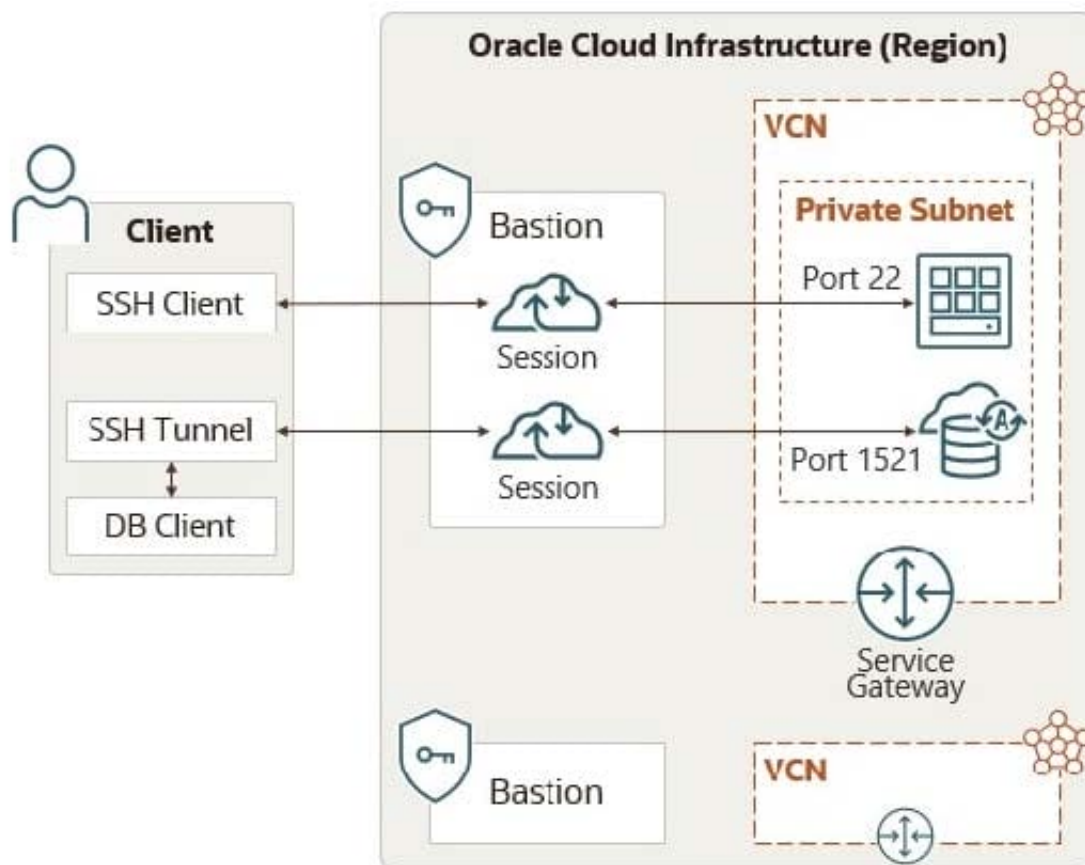 Oracle Cloud Infrastructure (Region)
VCN
Private Subnet
Client
Bastion
SSH Client
Port 22
Session
SSH Tunnel
Port 1521
Session
DB Client
Service
Gateway
Bastion
VCN